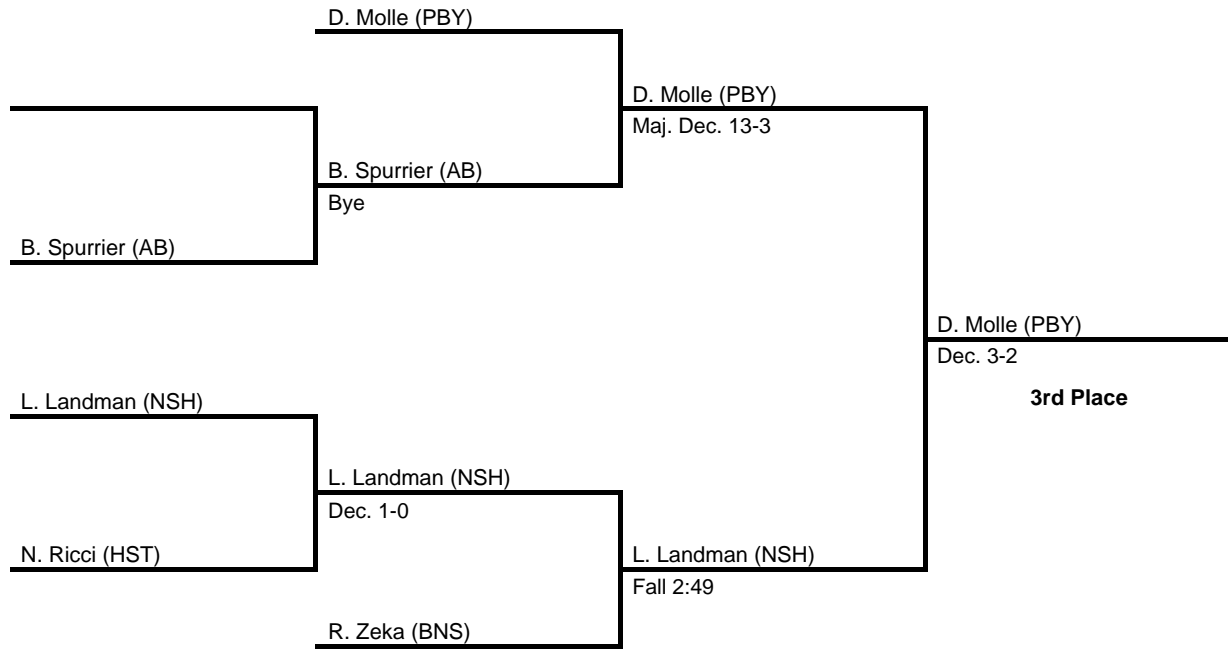 D. Molle (PBY)
D. Molle (PBY)
Maj. Dec. 13-3
B. Spurrier (AB)
Bye
B. Spurrier (AB)
D. Molle (PBY)
Dec. 3-2
3rd Place
L. Landman (NSH)
L. Landman (NSH)
Dec. 1-0
N. Ricci (HST)
L. Landman (NSH)
Fall 2:49
R. Zeka (BNS)